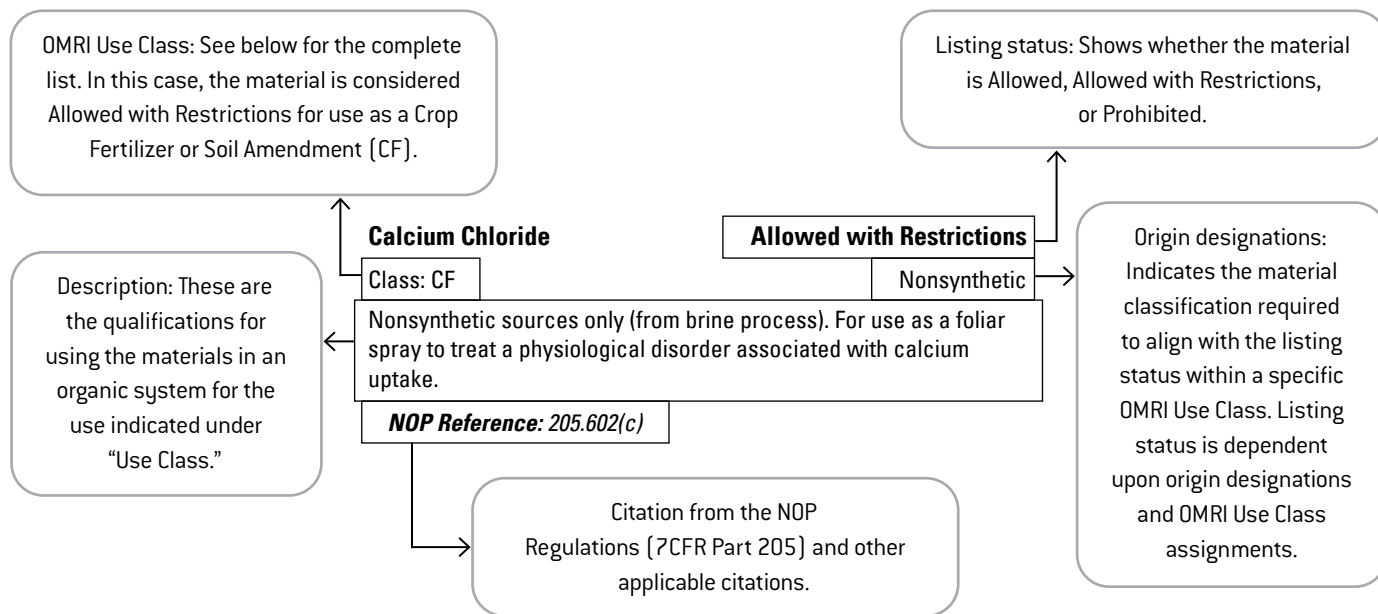 OMRI Use Class: See below for the complete
list. In this case, the material is considered
Allowed with Restrictions for use as a Crop
Fertilizer or Soil Amendment (CF).
Listing status: Shows whether the material
is Allowed, Allowed with Restrictions,
or Prohibited.
Calcium Chloride
Allowed with Restrictions
Class: CF
Nonsynthetic
Nonsynthetic sources only (from brine process). For use as a foliar
spray to treat a physiological disorder associated with calcium
uptake.
NOP Reference: 205.602(c)
Description: These are
the qualifications for
using the materials in an
organic system for the
use indicated under
“Use Class.”
Origin designations:
Indicates the material
classification required
to align with the listing
status within a specific
OMRI Use Class. Listing
status is dependent
upon origin designations
and OMRI Use Class
assignments.
Citation from the NOP
Regulations (7CFR Part 205) and other
applicable citations.